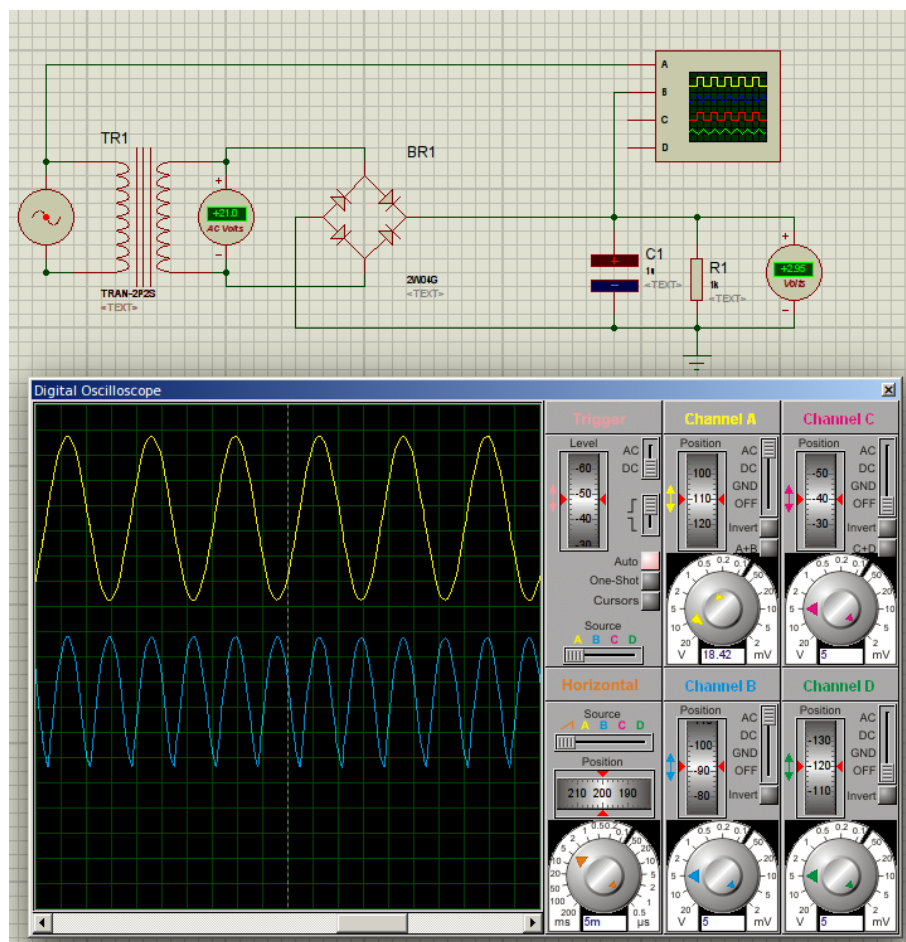 A
B
C
D
TR1
BR1
+
+21.0
AC Volts
-
C1
1u
<TEXT>
R1
1k
<TEXT>
+
+2.95
Volts
-
TRAN-2P2S
<TEXT>
2W04G
<TEXT>
Digital Oscilloscope
Trigger
Level
-60
-50
-40
-30
AC
DC
Auto
One-Shot
Cursors
Source
A B C D
Channel A
Position
100
110
120
AC
DC
GND
OFF
Invert
A+B
V
18.42
mV
Channel C
Position
-50
-40
-30
AC
DC
GND
OFF
Invert
C+D
V
5
mV
Horizontal
Source
A B C D
Position
210 200 190
200
ms
5m
0.5
µs
Channel B
Position
-100
-90
-80
AC
DC
GND
OFF
Invert
V
5
mV
Channel D
Position
-130
-120
-110
AC
DC
GND
OFF
Invert
V
5
mV